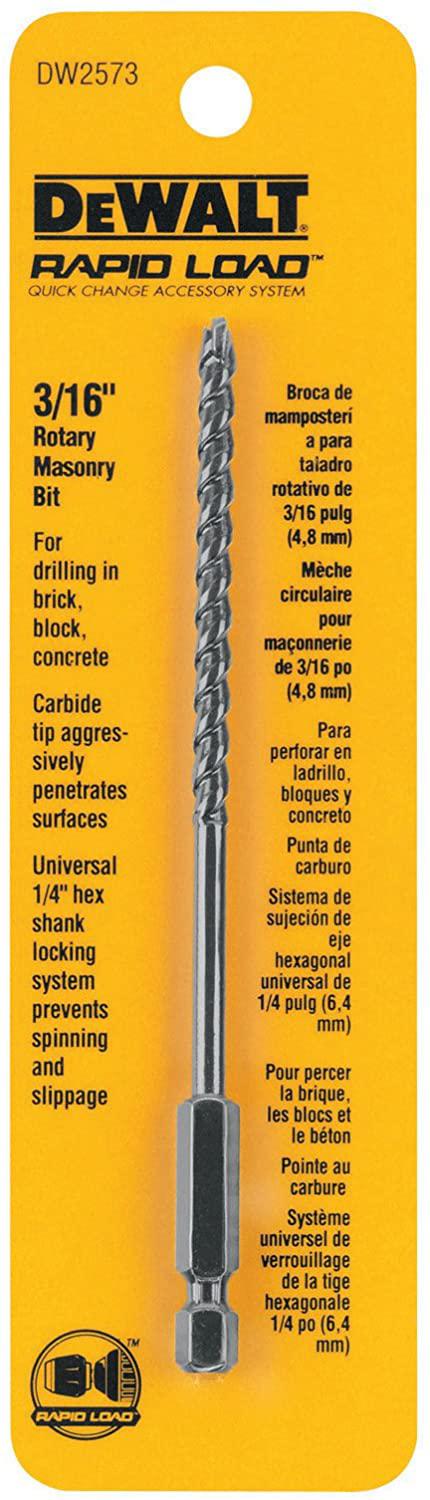 DW2573
DEWALT®
RAPID LOAD™
QUICK CHANGE ACCESSORY SYSTEM
3/16"
Rotary
Masonry
Bit
For
drilling in
brick,
block,
concrete
Carbide
tip aggres-
sively
penetrates
surfaces
Universal
1/4" hex
shank
locking
system
prevents
spinning
and
slippage
Broca de
mamposterí
a para
taladro
rotativo de
3/16 pulg
(4,8 mm)
Mèche
circulaire
pour
maçonnerie
de 3/16 po
(4,8 mm)
Para
perforar en
ladrillo,
bloques y
concreto
Punta de
carburo
Sistema de
sujeción de
eje
hexagonal
universal de
1/4 pulg (6,4
mm)
Pour percer
la brique,
les blocs et
le béton
Pointe au
carbure
Système
universel de
verrouillage
de la tige
hexagonale
1/4 po (6,4
mm)
RAPID LOAD™